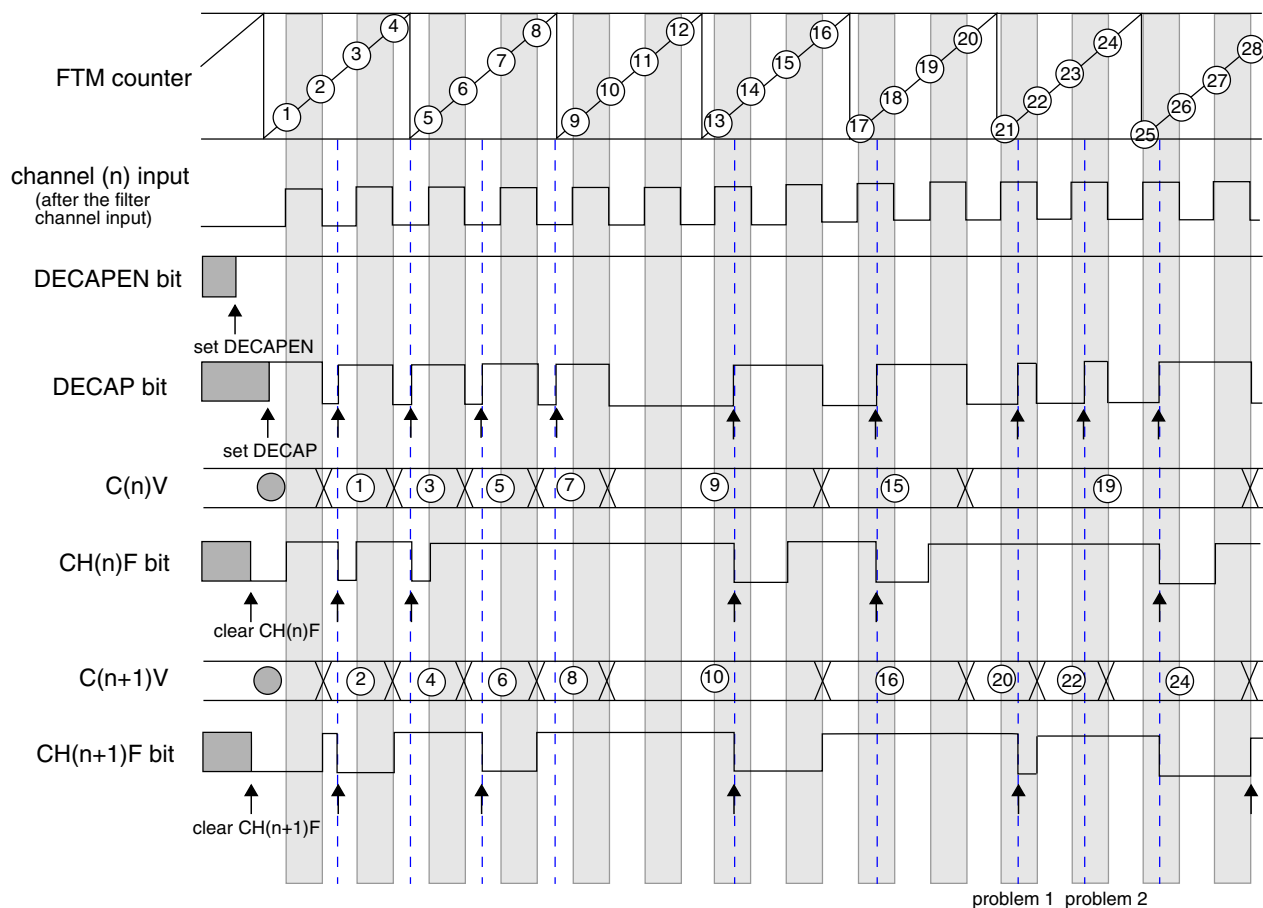 FTM counter
1 2 3 4 5 6 7 8 9 10 11 12 13 14 15 16 17 18 19 20 21 22 23 24 25 26 27 28
channel (n) input
(after the filter
channel input)
DECAPEN bit
set DECAPEN
DECAP bit
set DECAP
C(n)V
1 3 5 7 9 15 19
CH(n)F bit
clear CH(n)F
C(n+1)V
2 4 6 8 10 16 20 22 24
CH(n+1)F bit
clear CH(n+1)F
problem 1 problem 2